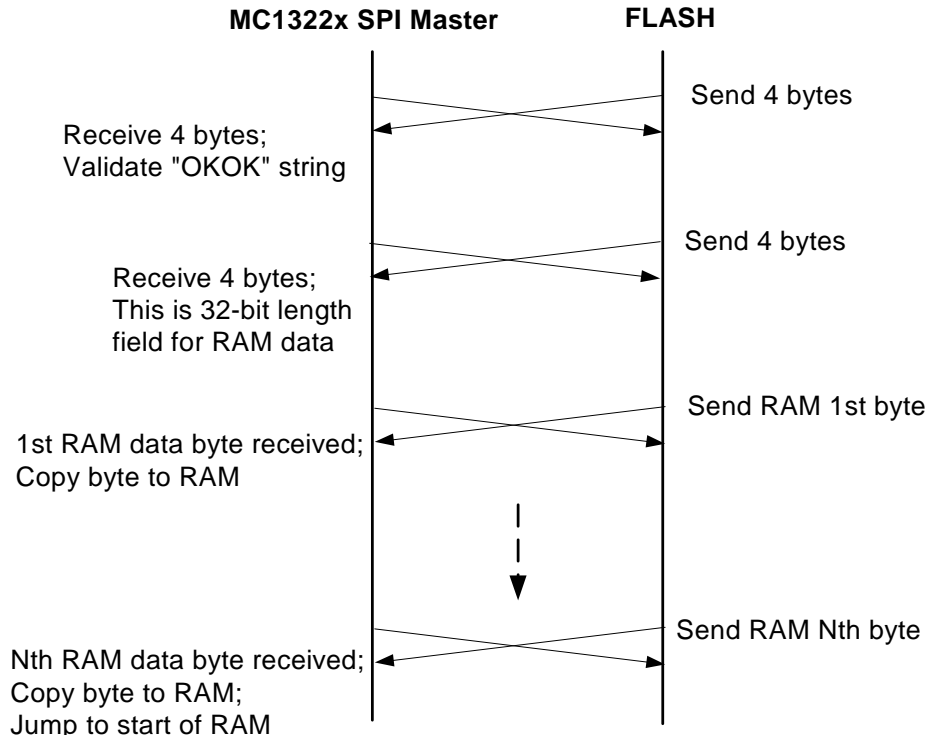 MC1322x SPI Master
FLASH
Send 4 bytes
Receive 4 bytes;
Validate "OKOK" string
Send 4 bytes
Receive 4 bytes;
This is 32-bit length
field for RAM data
Send RAM 1st byte
1st RAM data byte received;
Copy byte to RAM
Send RAM Nth byte
Nth RAM data byte received;
Copy byte to RAM;
Jump to start of RAM